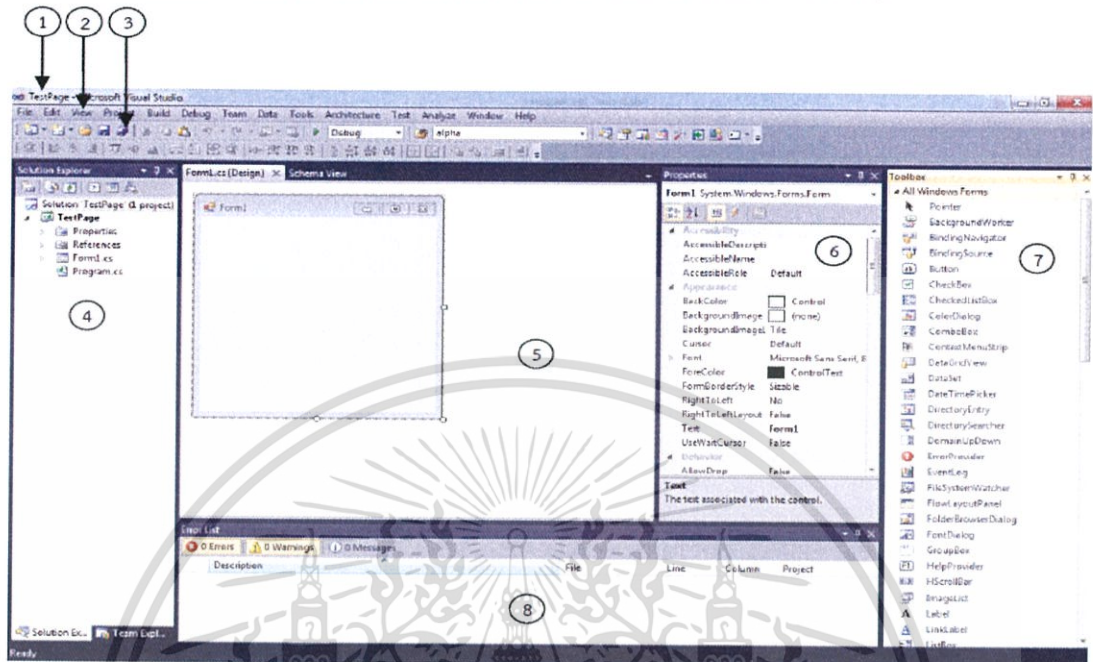 1 2 3
TestPage - Microsoft Visual Studio
File Edit View Build Debug Team Data Tools Architecture Test Analyze Window Help
Debug alpha
Solution Explorer
Solution 'TestPage' (1 project)
TestPage
Properties
References
Form1.cs
Program.cs
4
Solution Ex... Team Expl...
Form1.cs [Design] Schema View
Form1
5
Properties
Form1 System.Windows.Forms.Form
6
Accessibility
AccessibleDescripti
AccessibleName
AccessibleRole Default
Appearance
BackColor Control
BackgroundImage (none)
BackgroundImageL Tile
Cursor Default
Font Microsoft Sans Serif, 8
ForeColor ControlText
FormBorderStyle Sizable
RightToLeft No
RightToLeftLayout False
Text Form1
UseWaitCursor False
Behavior
AllowDrop False
Text
The text associated with the control.
Toolbox
All Windows Forms
7
Pointer
BackgroundWorker
BindingNavigator
BindingSource
Button
CheckBox
CheckedListBox
ColorDialog
ComboBox
ContextMenuStrip
DataGridView
DataSet
DateTimePicker
DirectoryEntry
DirectorySearcher
DomainUpDown
ErrorProvider
EventLog
FileSystemWatcher
FlowLayoutPanel
FolderBrowserDialog
FontDialog
GroupBox
HelpProvider
HScrollBar
ImageList
Label
LinkLabel
ListBox
Error List
0 Errors 0 Warnings 0 Messages
Description File Line Column Project
8
Ready